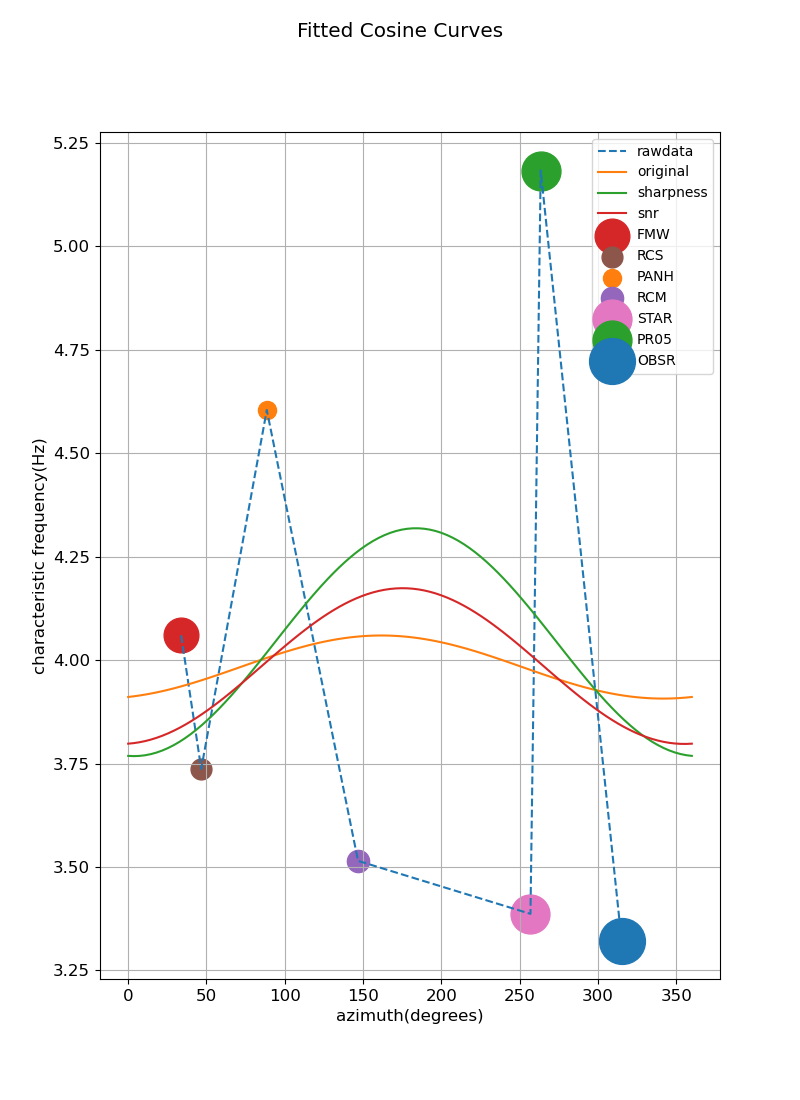 Fitted Cosine Curves
5.25
5.00
4.75
4.50
4.25
4.00
3.75
3.50
3.25
characteristic frequency(Hz)
rawdata
original
sharpness
snr
FMW
RCS
PANH
RCM
STAR
PR05
OBSR
0 50 100 150 200 250 300 350
azimuth(degrees)